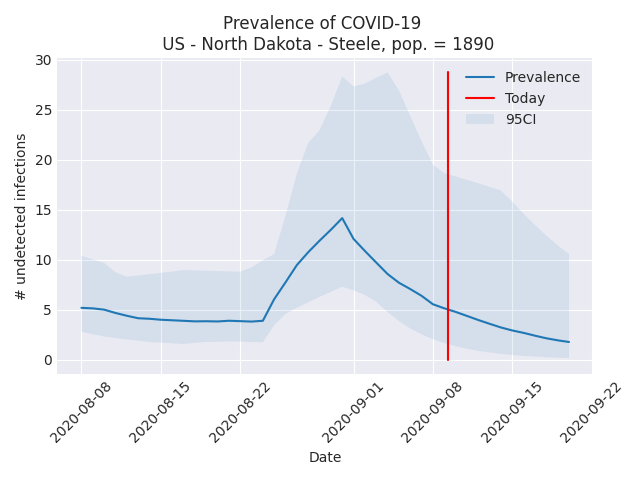 Prevalence of COVID-19
US - North Dakota - Steele, pop. = 1890
# undetected infections
30
25
20
15
10
5
0
Prevalence
Today
95CI
2020-08-08
2020-08-15
2020-08-22
2020-09-01
2020-09-08
2020-09-15
2020-09-22
Date